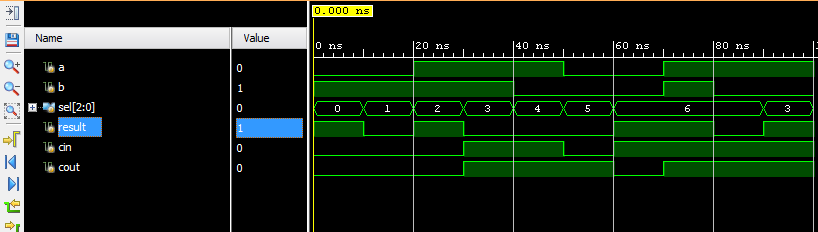 0.000 ns
Name Value
0 ns 20 ns 40 ns 60 ns 80 ns
a 0
b 1
sel[2:0] 0 0 1 2 3 4 5 6 3
result 1
cin 0
cout 0